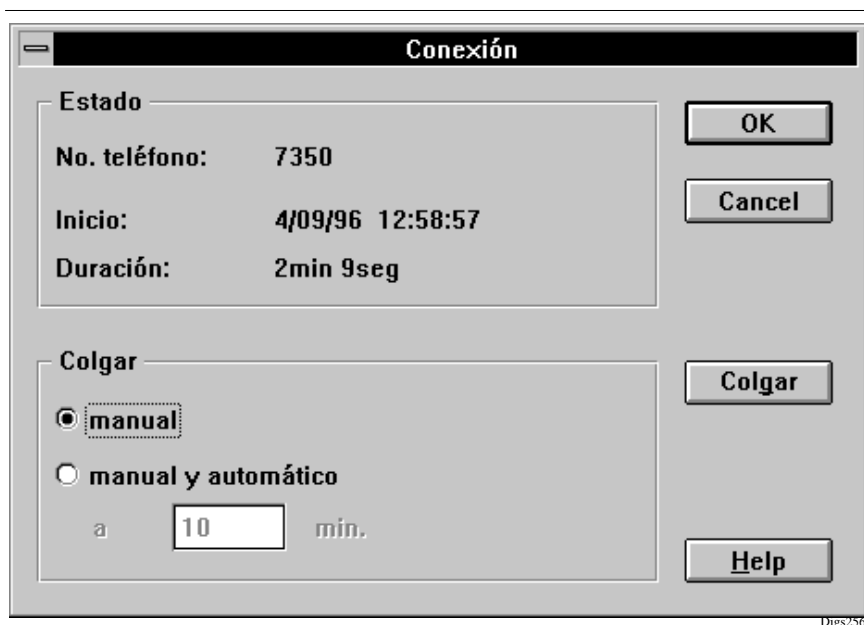 Conexión
Estado
No. teléfono: 7350
Inicio: 4/09/96 12:58:57
Duración: 2min 9seg
OK
Cancel
Colgar
manual
manual y automático
a 10 min.
Colgar
Help
Digs256